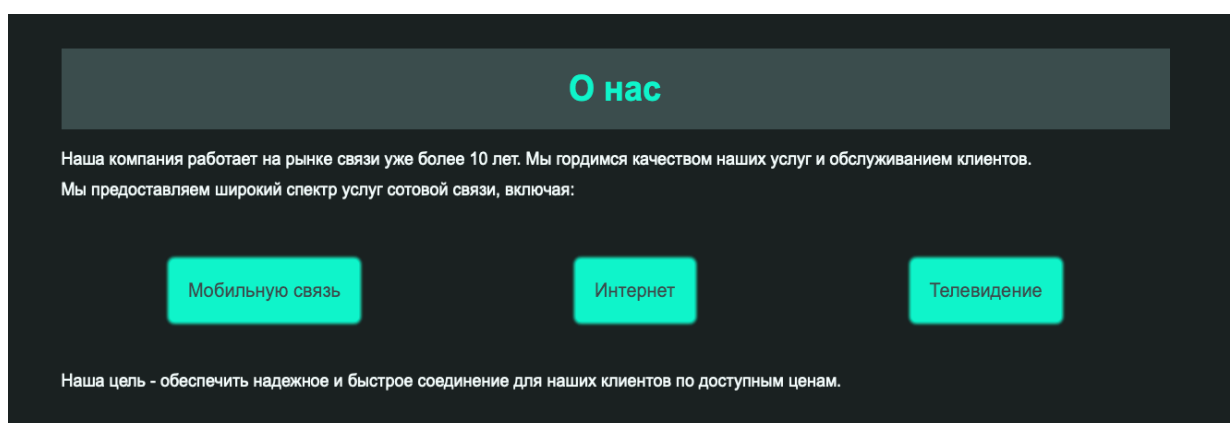 О нас
Наша компания работает на рынке связи уже более 10 лет. Мы гордимся качеством наших услуг и обслуживанием клиентов.
Мы предоставляем широкий спектр услуг сотовой связи, включая:
Мобильную связь
Интернет
Телевидение
Наша цель - обеспечить надежное и быстрое соединение для наших клиентов по доступным ценам.